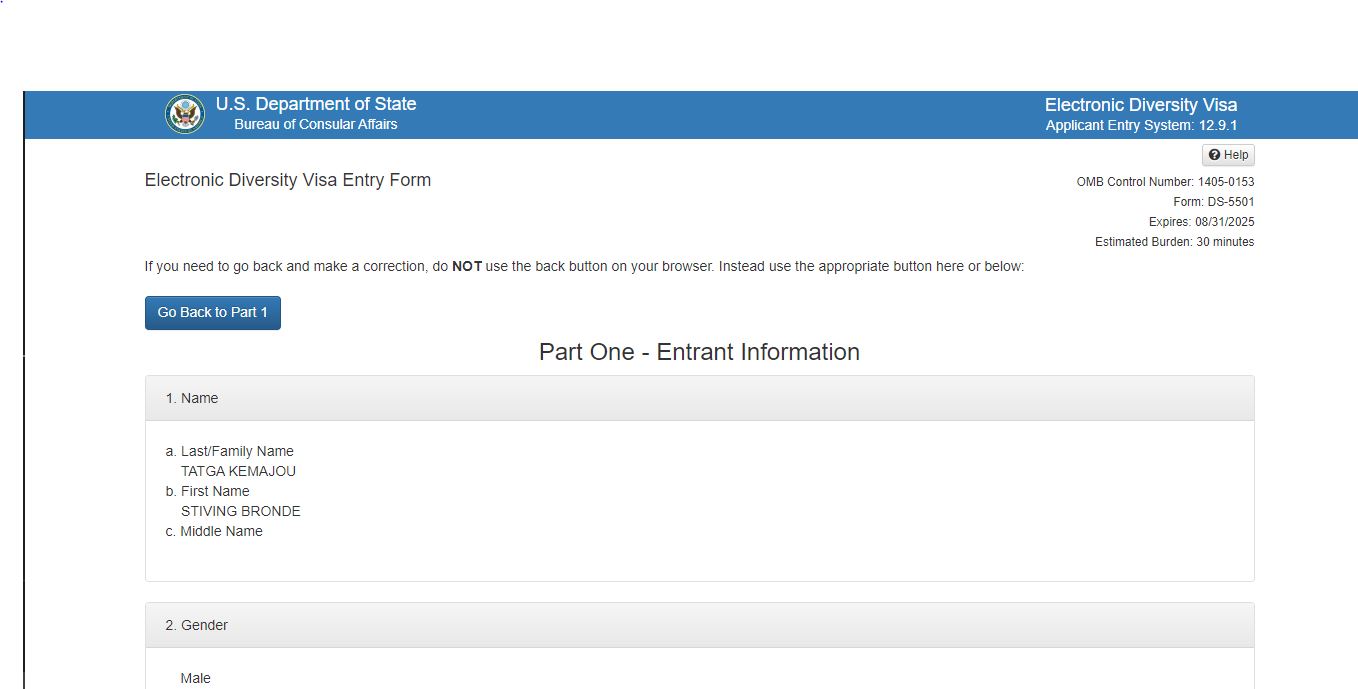 U.S. Department of State
Bureau of Consular Affairs
Electronic Diversity Visa
Applicant Entry System: 12.9.1
Help
Electronic Diversity Visa Entry Form
OMB Control Number: 1405-0153
Form: DS-5501
Expires: 08/31/2025
Estimated Burden: 30 minutes
If you need to go back and make a correction, do NOT use the back button on your browser. Instead use the appropriate button here or below:
Go Back to Part 1
Part One - Entrant Information
1. Name
a. Last/Family Name
TATGA KEMAJOU
b. First Name
STIVING BRONDE
c. Middle Name
2. Gender
Male